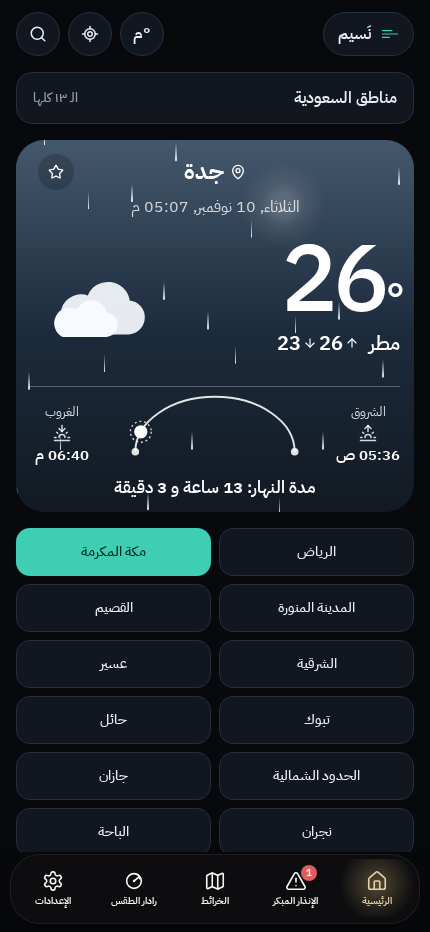 نَسيم
°م
مناطق السعودية
الـ ١٣ كلها
جدة
الثلاثاء, 10 نوفمبر, 05:07 م
26°
مطر ↑ 26 ↓ 23
الشروق
05:36 ص
الغروب
06:40 م
مدة النهار: 13 ساعة و 3 دقيقة
الرياض
مكة المكرمة
المدينة المنورة
القصيم
الشرقية
عسير
تبوك
حائل
الحدود الشمالية
جازان
نجران
الباحة
الرئيسية
1
الإنذار المبكر
الخرائط
رادار الطقس
الإعدادات